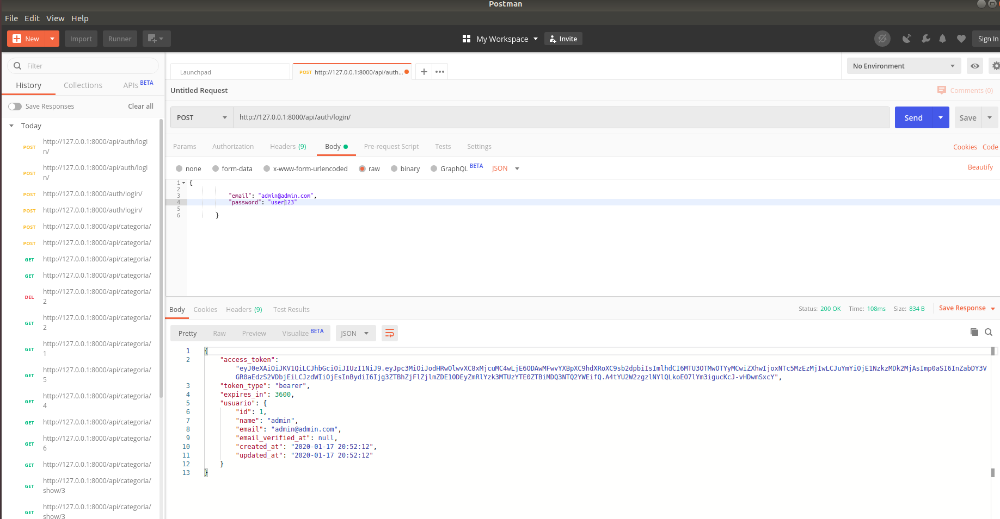 Postman
File Edit View Help
New
Import
Runner
My Workspace
Invite
Sign In
Filter
History
Collections
APIs BETA
Save Responses
Clear all
Today
POST http://127.0.0.1:8000/api/auth/logi
n/
POST http://127.0.0.1:8000/api/auth/logi
n/
POST http://127.0.0.1:8000/auth/login/
POST http://127.0.0.1:8000/auth/login/
POST http://127.0.0.1:8000/api/categoria/
POST http://127.0.0.1:8000/api/categoria/
GET http://127.0.0.1:8000/api/categoria/
GET http://127.0.0.1:8000/api/categoria/
DEL http://127.0.0.1:8000/api/categoria/
2
GET http://127.0.0.1:8000/api/categoria/
2
GET http://127.0.0.1:8000/api/categoria/
1
GET http://127.0.0.1:8000/api/categoria/
5
GET http://127.0.0.1:8000/api/categoria/
4
GET http://127.0.0.1:8000/api/categoria/
GET http://127.0.0.1:8000/api/categoria/
6
GET http://127.0.0.1:8000/api/categoria/
GET http://127.0.0.1:8000/api/categoria/
show/3
GET http://127.0.0.1:8000/api/categoria/
show/3
Launchpad
POST http://127.0.0.1:8000/api/auth...
No Environment
Untitled Request
Comments (0)
POST
http://127.0.0.1:8000/api/auth/login/
Send
Save
Params Authorization Headers (9) Body Pre-request Script Tests Settings
Cookies Code
none form-data x-www-form-urlencoded raw binary GraphQL BETA JSON
Beautify
1 {
2
3 "email": "admin@admin.com",
4 "password": "user123"
5
6 }
Body Cookies Headers (9) Test Results
Status: 200 OK Time: 108ms Size: 834 B
Save Response
Pretty Raw Preview Visualize BETA JSON
1 {
2 "access_token":
"eyJ0eXAiOiJKV1QiLCJhbGciOiJIUzI1NiJ9.eyJpc3MiOiJodHRwOlwvXC8xMjcuMC4wLjE6ODAwMFwvYXBpXC9hdXRoXC9sb2dpbiIsImlhdCI6MTU3OTMwOTYyMCwiZXhwIjoxNTc5MzEzMjIwLCJuYmYiOjE1NzkzMDk2MjAsImp0aSI6InZabDY3V
GR0aEdzS2VDbjEiLCJzdWIiOjEsInBydiI6Ijg3ZTBhZjFlZjlmZDE1ODEyZmRlYzk3MTUzYTE0ZTBiMDQ3NTQ2YWEifQ.A4tYU2W2zgzlNYlQLkoEO7lYm3igucKcJ-vHDwmSxcY",
3 "token_type": "bearer",
4 "expires_in": 3600,
5 "usuario": {
6 "id": 1,
7 "name": "admin",
8 "email": "admin@admin.com",
9 "email_verified_at": null,
10 "created_at": "2020-01-17 20:52:12",
11 "updated_at": "2020-01-17 20:52:12"
12 }
13 }